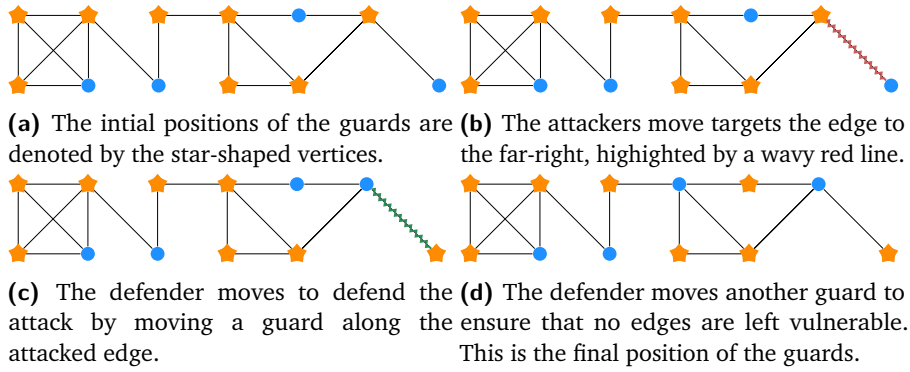 (a) The intial positions of the guards are
denoted by the star-shaped vertices.
(b) The attackers move targets the edge to
the far-right, highighted by a wavy red line.
(c) The defender moves to defend the
attack by moving a guard along the
attacked edge.
(d) The defender moves another guard to
ensure that no edges are left vulnerable.
This is the final position of the guards.